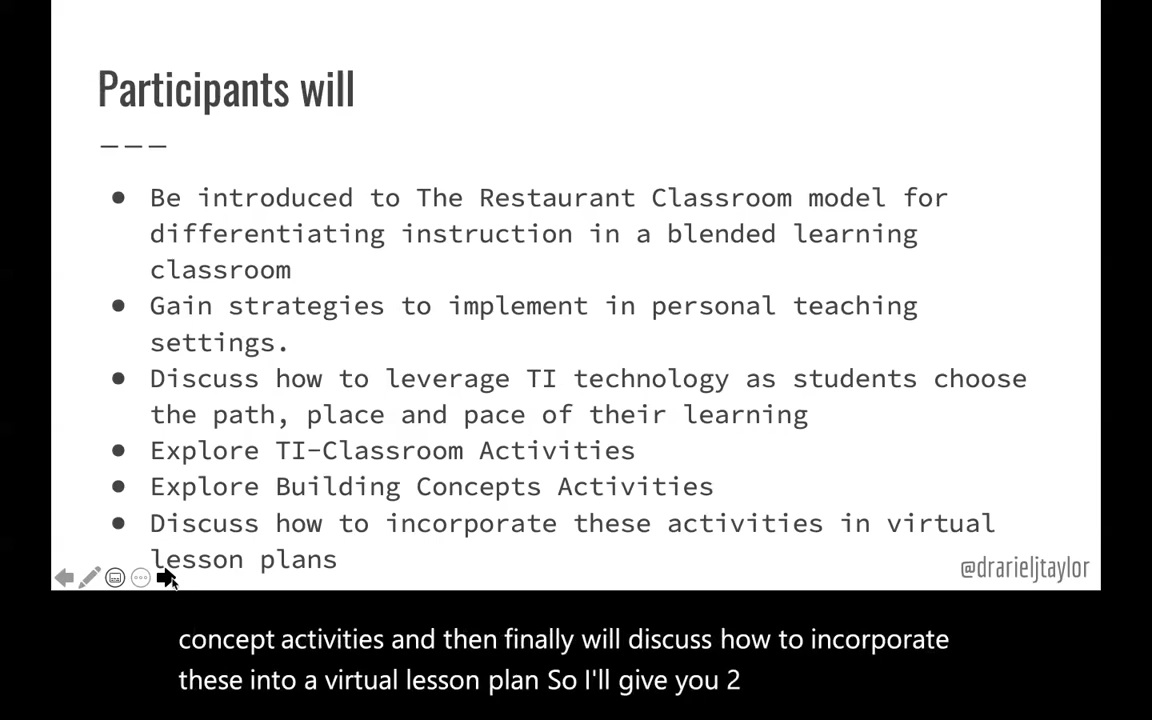 Participants will
● Be introduced to The Restaurant Classroom model for
differentiating instruction in a blended learning
classroom
● Gain strategies to implement in personal teaching
settings.
● Discuss how to leverage TI technology as students choose
the path, place and pace of their learning
● Explore TI-Classroom Activities
● Explore Building Concepts Activities
● Discuss how to incorporate these activities in virtual
lesson plans
@drarieljtaylor
concept activities and then finally will discuss how to incorporate
these into a virtual lesson plan So I'll give you 2